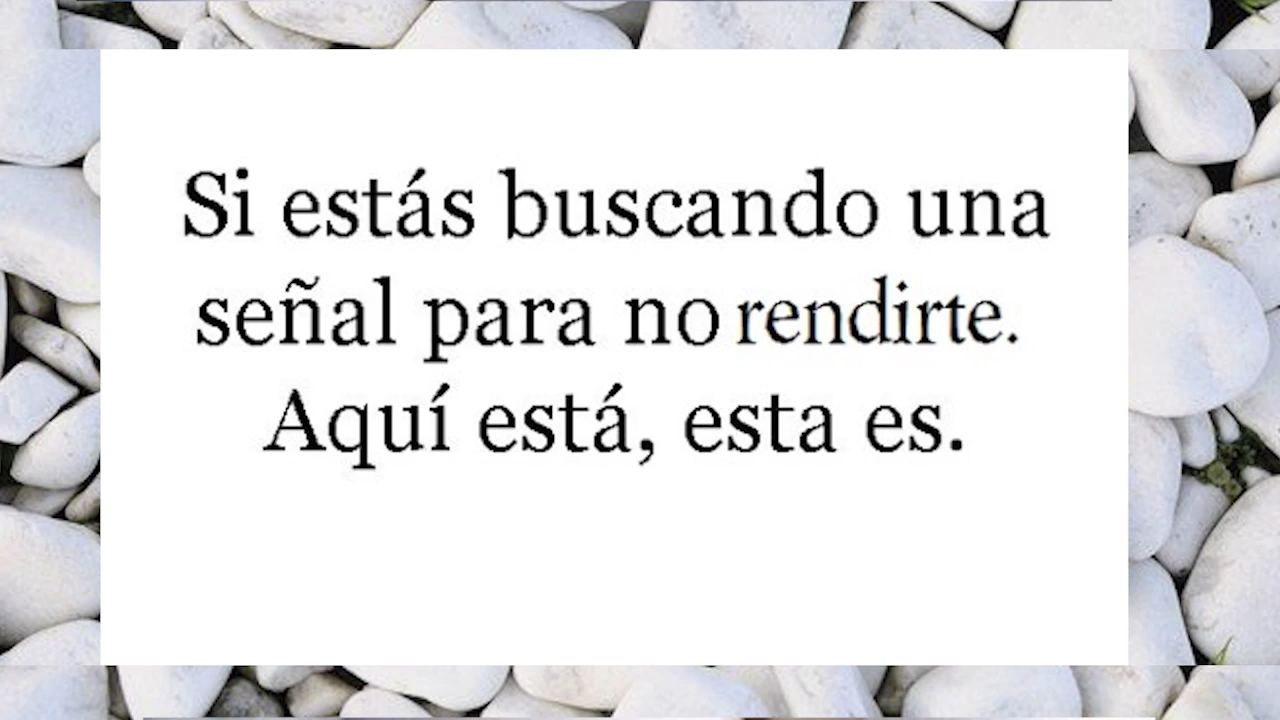 Si estás buscando una
señal para no rendirte.
Aquí está, esta es.